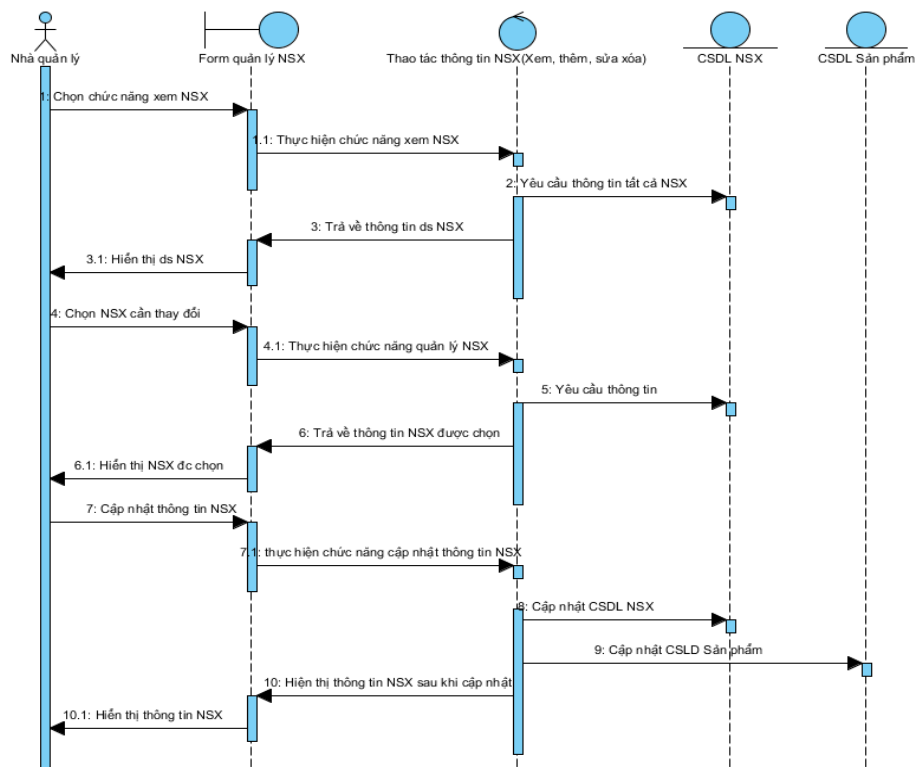 Nhà quản lý
Form quản lý NSX
Thao tác thông tin NSX(Xem, thêm, sửa xóa)
CSDL NSX
CSDL Sản phẩm
1: Chọn chức năng xem NSX
1.1: Thực hiện chức năng xem NSX
2: Yêu cầu thông tin tất cả NSX
3: Trả về thông tin ds NSX
3.1: Hiển thị ds NSX
4: Chọn NSX cần thay đổi
4.1: Thực hiện chức năng quản lý NSX
5: Yêu cầu thông tin
6: Trả về thông tin NSX được chọn
6.1: Hiển thị NSX đc chọn
7: Cập nhật thông tin NSX
7.1: thực hiện chức năng cập nhật thông tin NSX
8: Cập nhật CSDL NSX
9: Cập nhật CSLD Sản phẩm
10: Hiện thị thông tin NSX sau khi cập nhật
10.1: Hiển thị thông tin NSX